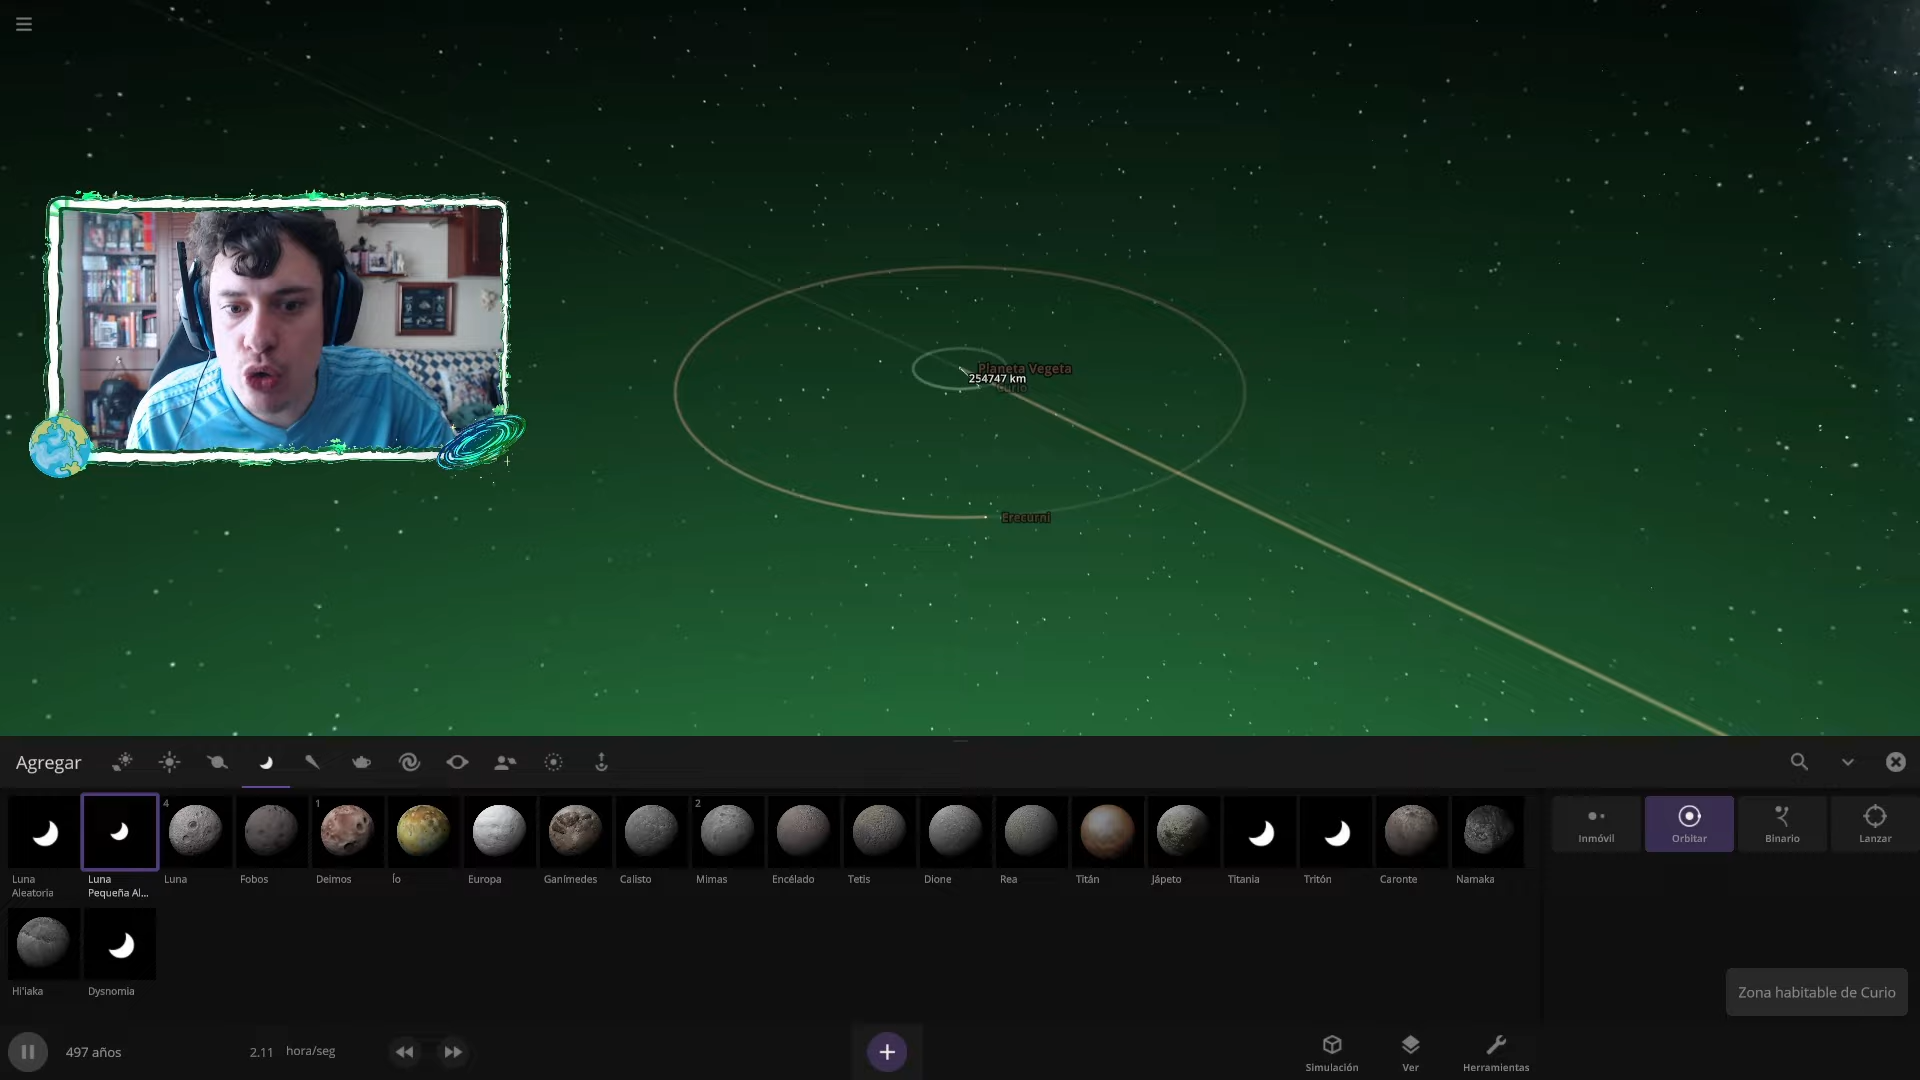 Planeta Vegeta
254747 km
Curio
Erecurni
Agregar
4
1
2
Luna Aleatoria
Luna Pequeña Al...
Luna
Fobos
Deimos
Ío
Europa
Ganímedes
Calisto
Mimas
Encélado
Tetis
Dione
Rea
Titán
Jápeto
Titania
Tritón
Caronte
Namaka
Inmóvil
Orbitar
Binario
Lanzar
Hi'iaka
Dysnomia
Zona habitable de Curio
497 años
2.11 hora/seg
Simulación
Ver
Herramientas